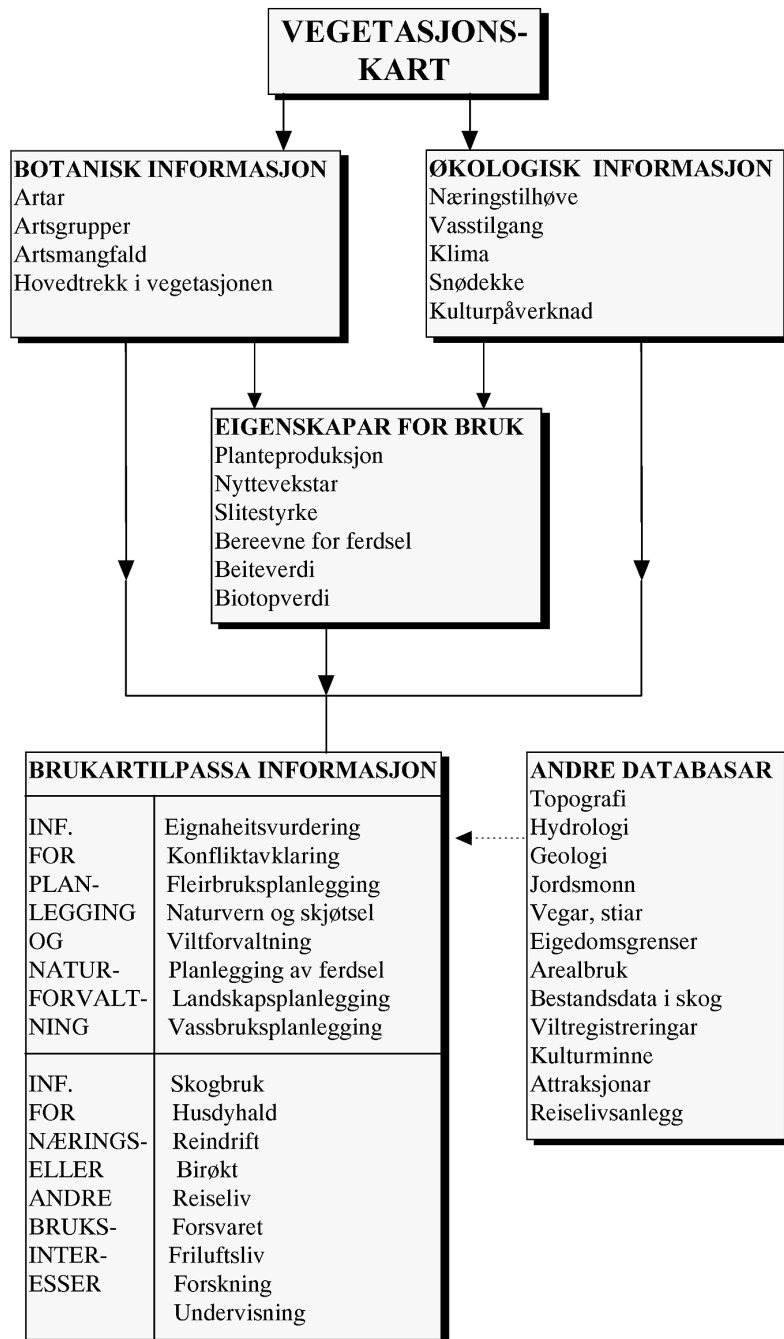 VEGETASJONS-
KART
BOTANISK INFORMASJON
Artar
Artsgrupper
Artsmangfald
Hovedtrekk i vegetasjonen
ØKOLOGISK INFORMASJON
Næringstilhøve
Vasstilgang
Klima
Snødekke
Kulturpåverknad
EIGENSKAPAR FOR BRUK
Planteproduksjon
Nyttevekstar
Slitestyrke
Bereevne for ferdsel
Beiteverdi
Biotopverdi
BRUKARTILPASSA INFORMASJON
INF.
FOR
PLAN-
LEGGING
OG
NATUR-
FORVALT-
NING
Eignaheitsvurdering
Konfliktavklaring
Fleirbruksplanlegging
Naturvern og skjøtsel
Viltforvaltning
Planlegging av ferdsel
Landskapsplanlegging
Vassbruksplanlegging
INF.
FOR
NÆRINGS-
ELLER
ANDRE
BRUKS-
INTER-
ESSER
Skogbruk
Husdyhald
Reindrift
Birøkt
Reiseliv
Forsvaret
Friluftsliv
Forskning
Undervisning
ANDRE DATABASAR
Topografi
Hydrologi
Geologi
Jordsmonn
Vegar, stiar
Eigedomsgrenser
Arealbruk
Bestandsdata i skog
Viltregistreringar
Kulturminne
Attraksjonar
Reiselivsanlegg